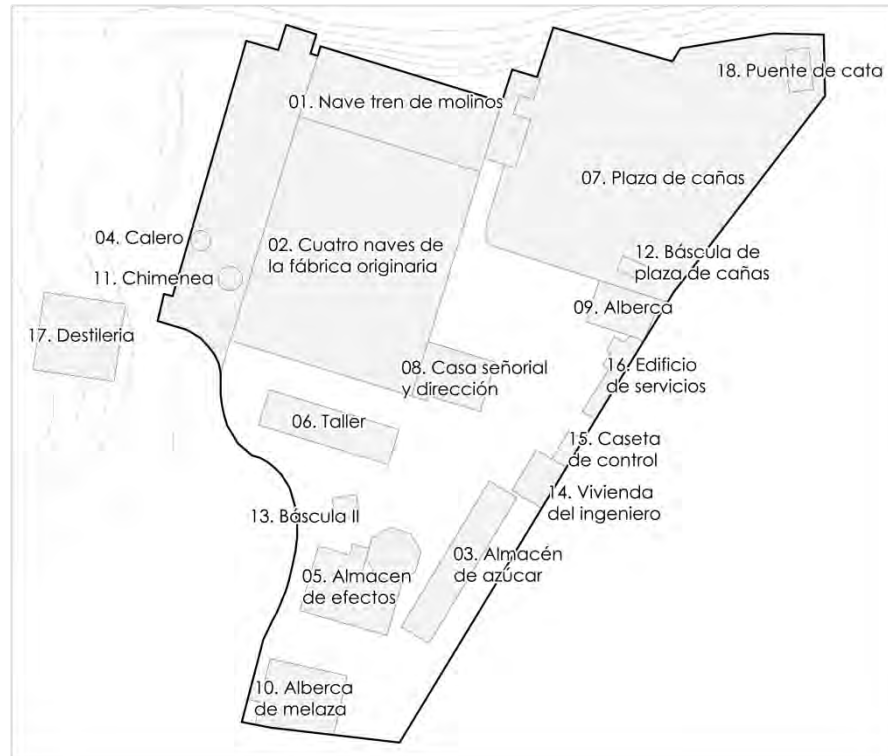 18. Puente de cata
01. Nave tren de molinos
07. Plaza de cañas
04. Calero
02. Cuatro naves de
la fábrica originaria
12. Báscula de
plaza de cañas
11. Chimenea
09. Alberca
17. Destileria
08. Casa señorial
y dirección
16. Edificio
de servicios
06. Taller
15. Caseta
de control
14. Vivienda
del ingeniero
13. Báscula II
03. Almacén
de azúcar
05. Almacen
de efectos
10. Alberca
de melaza